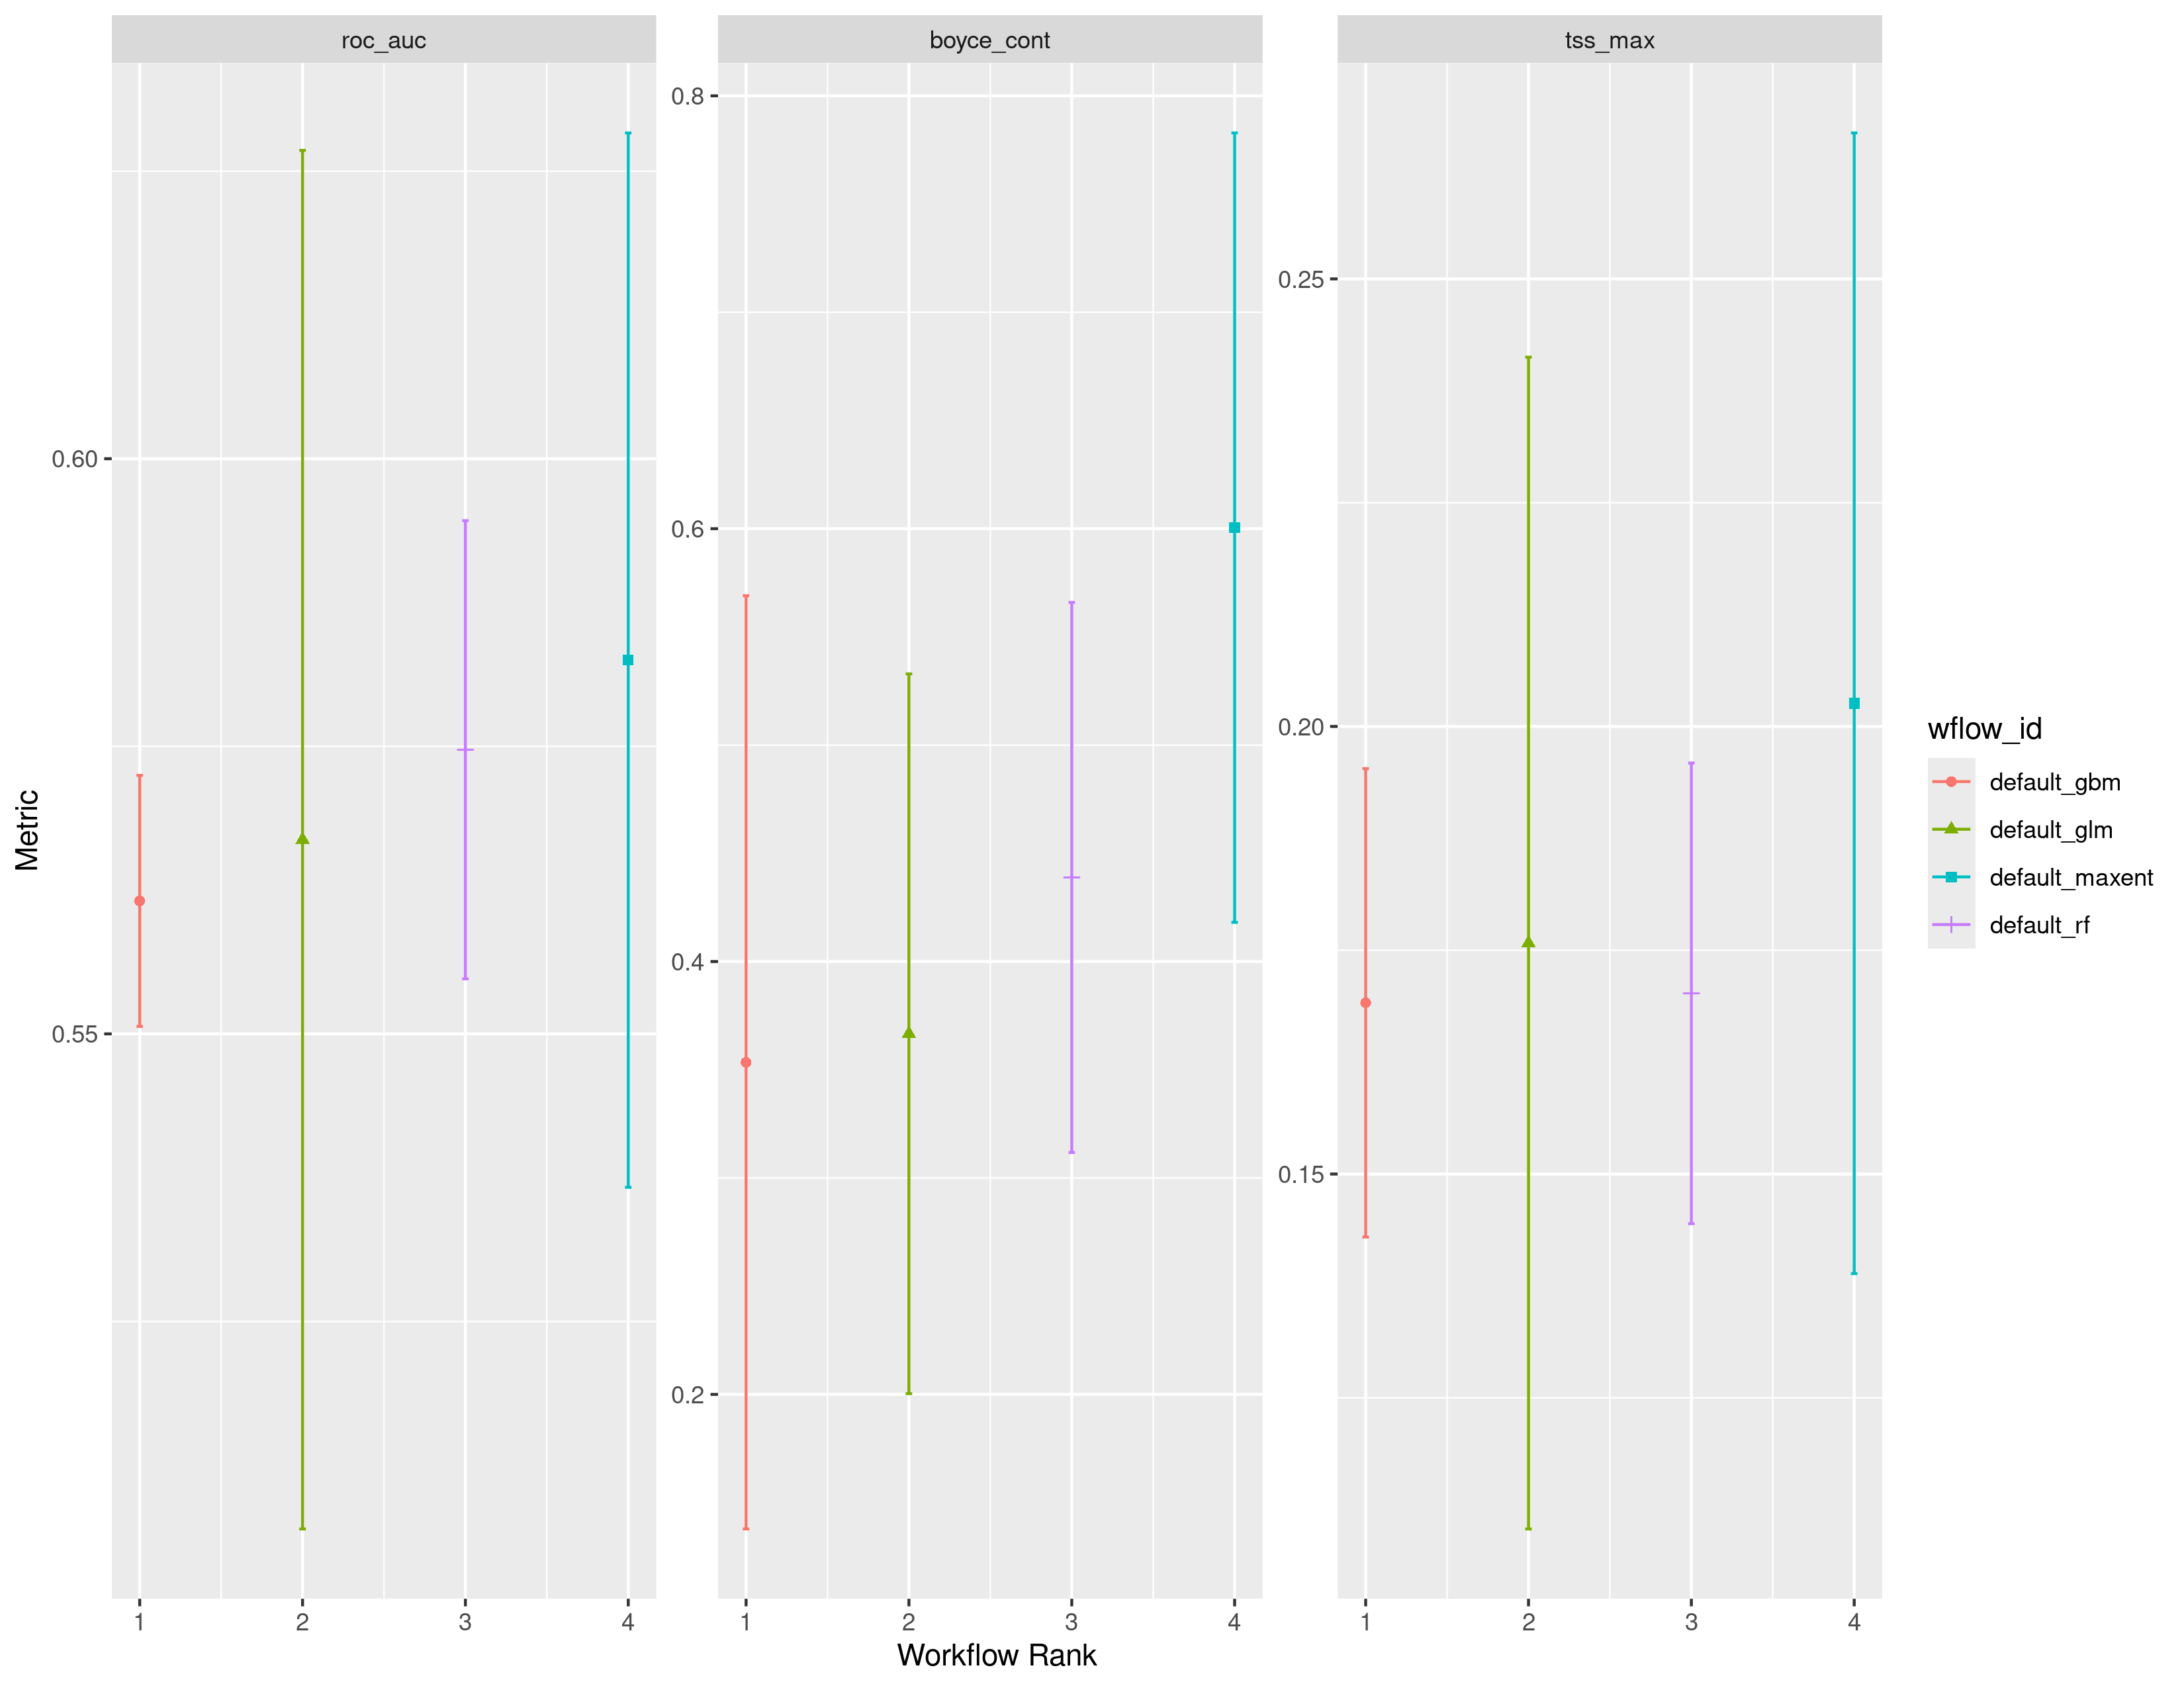 roc_auc
boyce_cont
tss_max
Metric
0.60
0.55
0.8
0.6
0.4
0.2
0.25
0.20
0.15
1 2 3 4
1 2 3 4
1 2 3 4
Workflow Rank
wflow_id
default_gbm
default_glm
default_maxent
default_rf